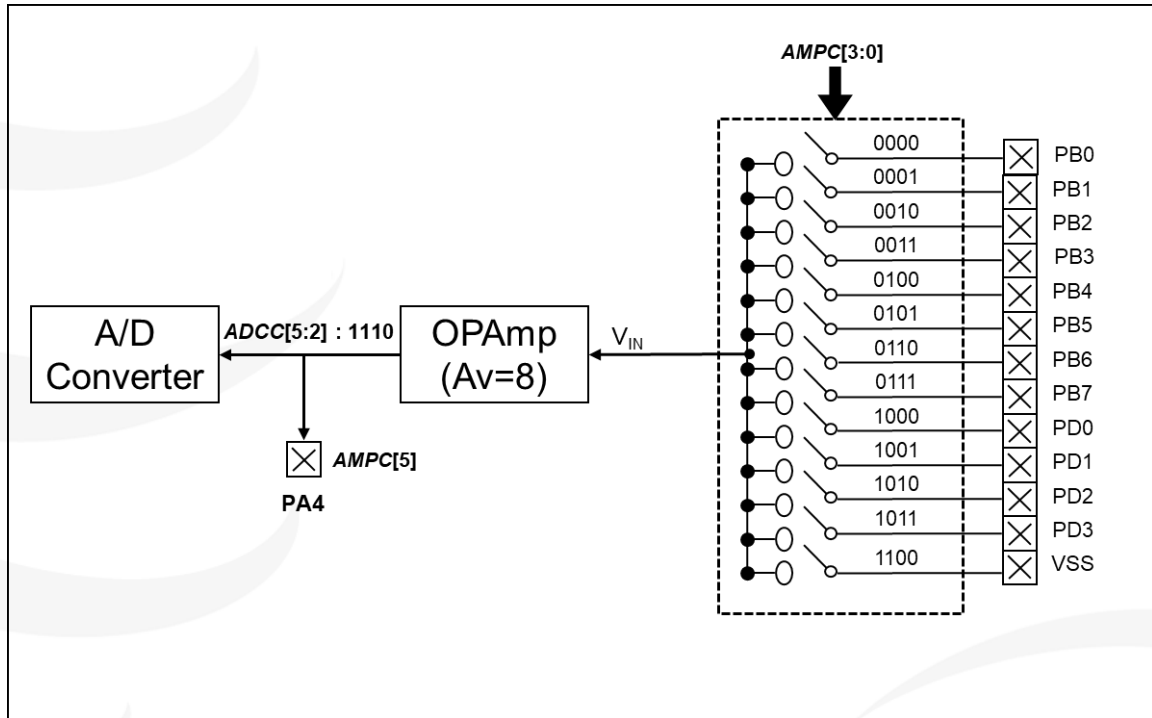 AMPC[3:0]
0000 PB0
0001 PB1
0010 PB2
0011 PB3
0100 PB4
0101 PB5
0110 PB6
0111 PB7
1000 PD0
1001 PD1
1010 PD2
1011 PD3
1100 VSS
A/D
Converter
ADCC[5:2] : 1110
OPAmp
(Av=8)
VIN
AMPC[5]
PA4